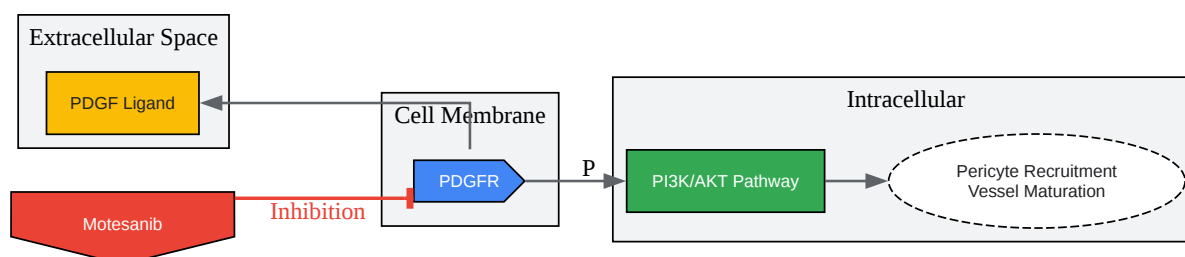 Extracellular Space
PDGF Ligand
Motesanib
Inhibition
Cell Membrane
PDGFR
P
Intracellular
PI3K/AKT Pathway
Pericyte Recruitment
Vessel Maturation